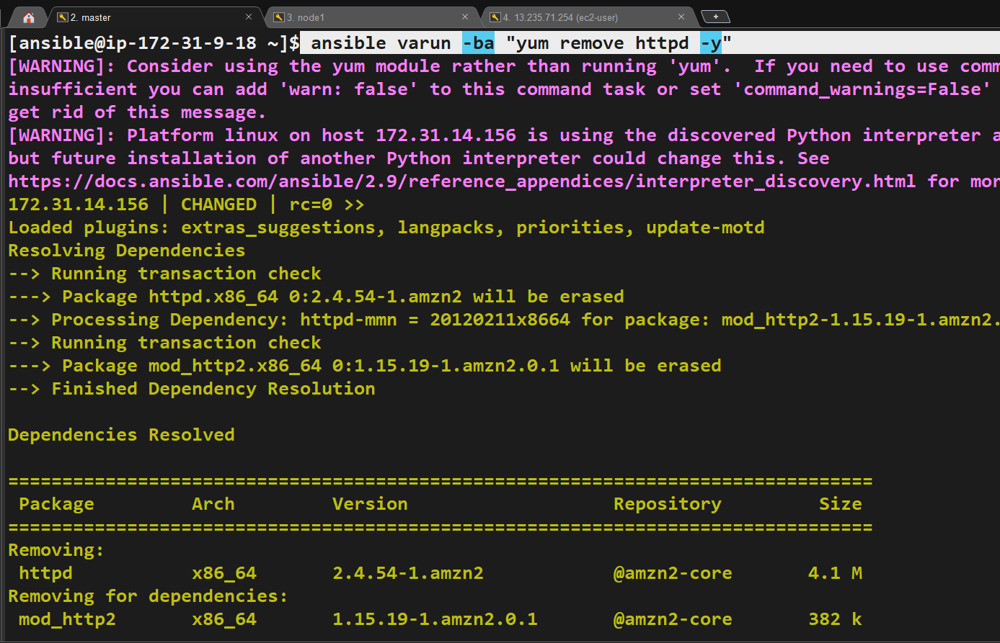 2. master
3. node1
4. 13.235.71.254 (ec2-user)
[ansible@ip-172-31-9-18 ~]$ ansible varun -ba "yum remove httpd -y"
[WARNING]: Consider using the yum module rather than running 'yum'.  If you need to use comm
insufficient you can add 'warn: false' to this command task or set 'command_warnings=False'
get rid of this message.
[WARNING]: Platform linux on host 172.31.14.156 is using the discovered Python interpreter a
but future installation of another Python interpreter could change this. See
https://docs.ansible.com/ansible/2.9/reference_appendices/interpreter_discovery.html for mor
172.31.14.156 | CHANGED | rc=0 >>
Loaded plugins: extras_suggestions, langpacks, priorities, update-motd
Resolving Dependencies
--> Running transaction check
---> Package httpd.x86_64 0:2.4.54-1.amzn2 will be erased
--> Processing Dependency: httpd-mmn = 20120211x8664 for package: mod_http2-1.15.19-1.amzn2.
--> Running transaction check
---> Package mod_http2.x86_64 0:1.15.19-1.amzn2.0.1 will be erased
--> Finished Dependency Resolution
Dependencies Resolved
================================================================================
Package Arch Version Repository Size
================================================================================
Removing:
httpd x86_64 2.4.54-1.amzn2 @amzn2-core 4.1 M
Removing for dependencies:
mod_http2 x86_64 1.15.19-1.amzn2.0.1 @amzn2-core 382 k